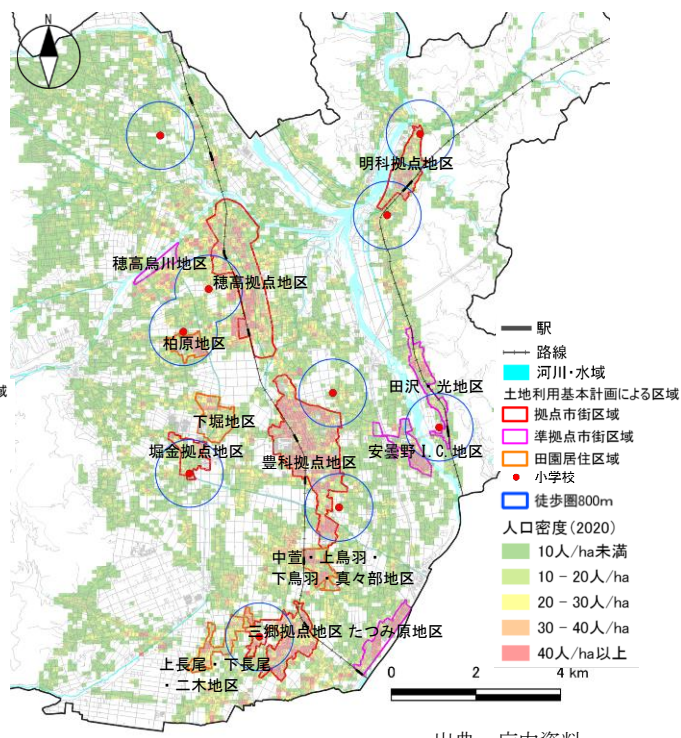 N
明科拠点地区
穂高烏川地区
穂高拠点地区
柏原地区
田沢・光地区
下堀地区
堀金拠点地区
豊科拠点地区
安曇野I.C.地区
中萱・上鳥羽・
下鳥羽・真々部地区
三郷拠点地区
たつみ原地区
上長尾・下長尾
・二木地区
域
駅
路線
河川・水域
土地利用基本計画による区域
拠点市街区域
準拠点市街区域
田園居住区域
小学校
徒歩圏800m
人口密度(2020)
10人/ha未満
10 - 20人/ha
20 - 30人/ha
30 - 40人/ha
40人/ha以上
0 2 4 km